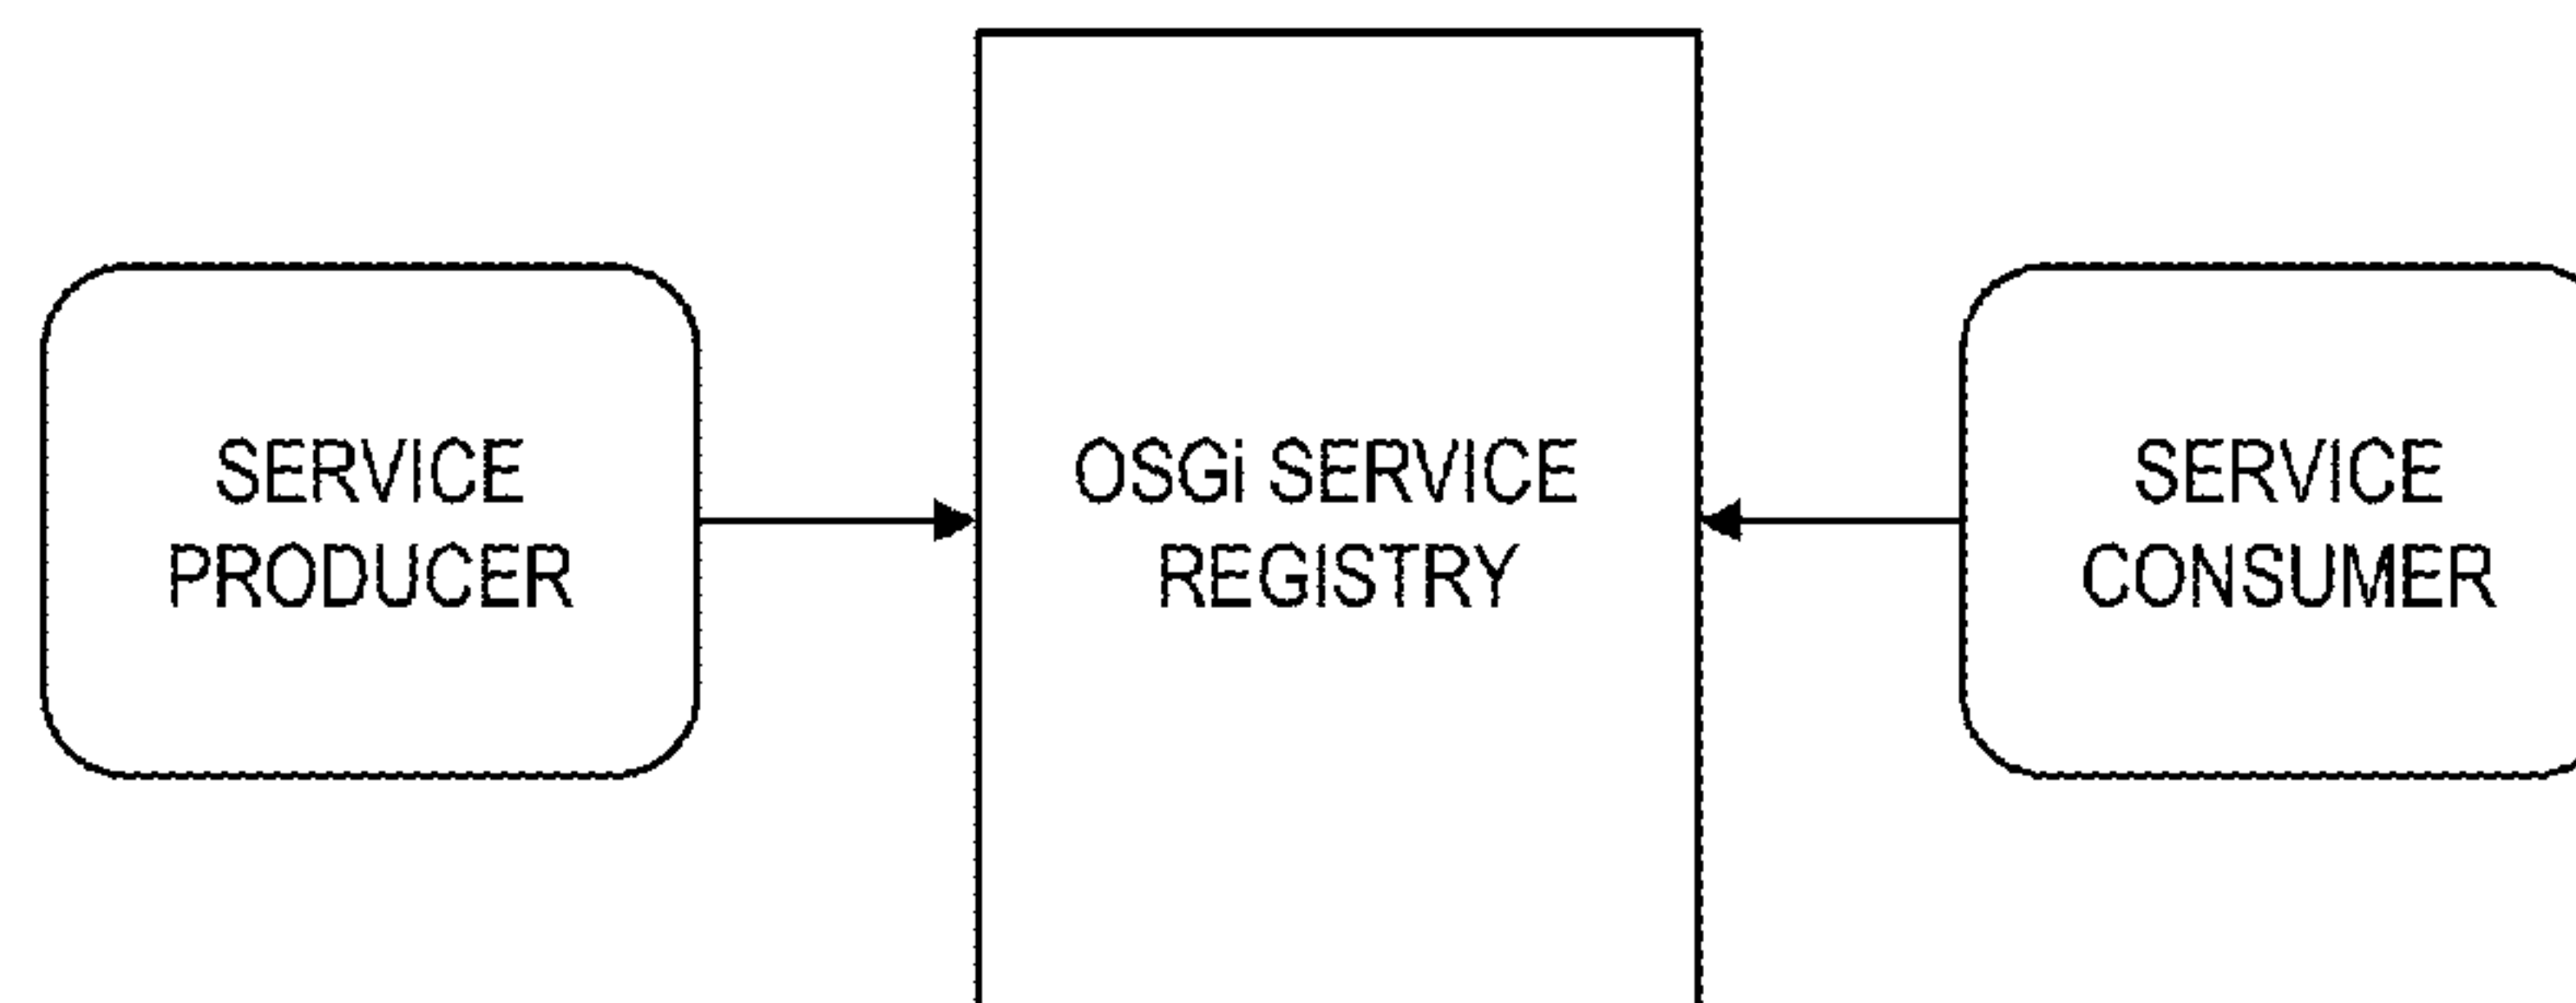 SERVICE
PRODUCER
OSGi SERVICE
REGISTRY
SERVICE
CONSUMER